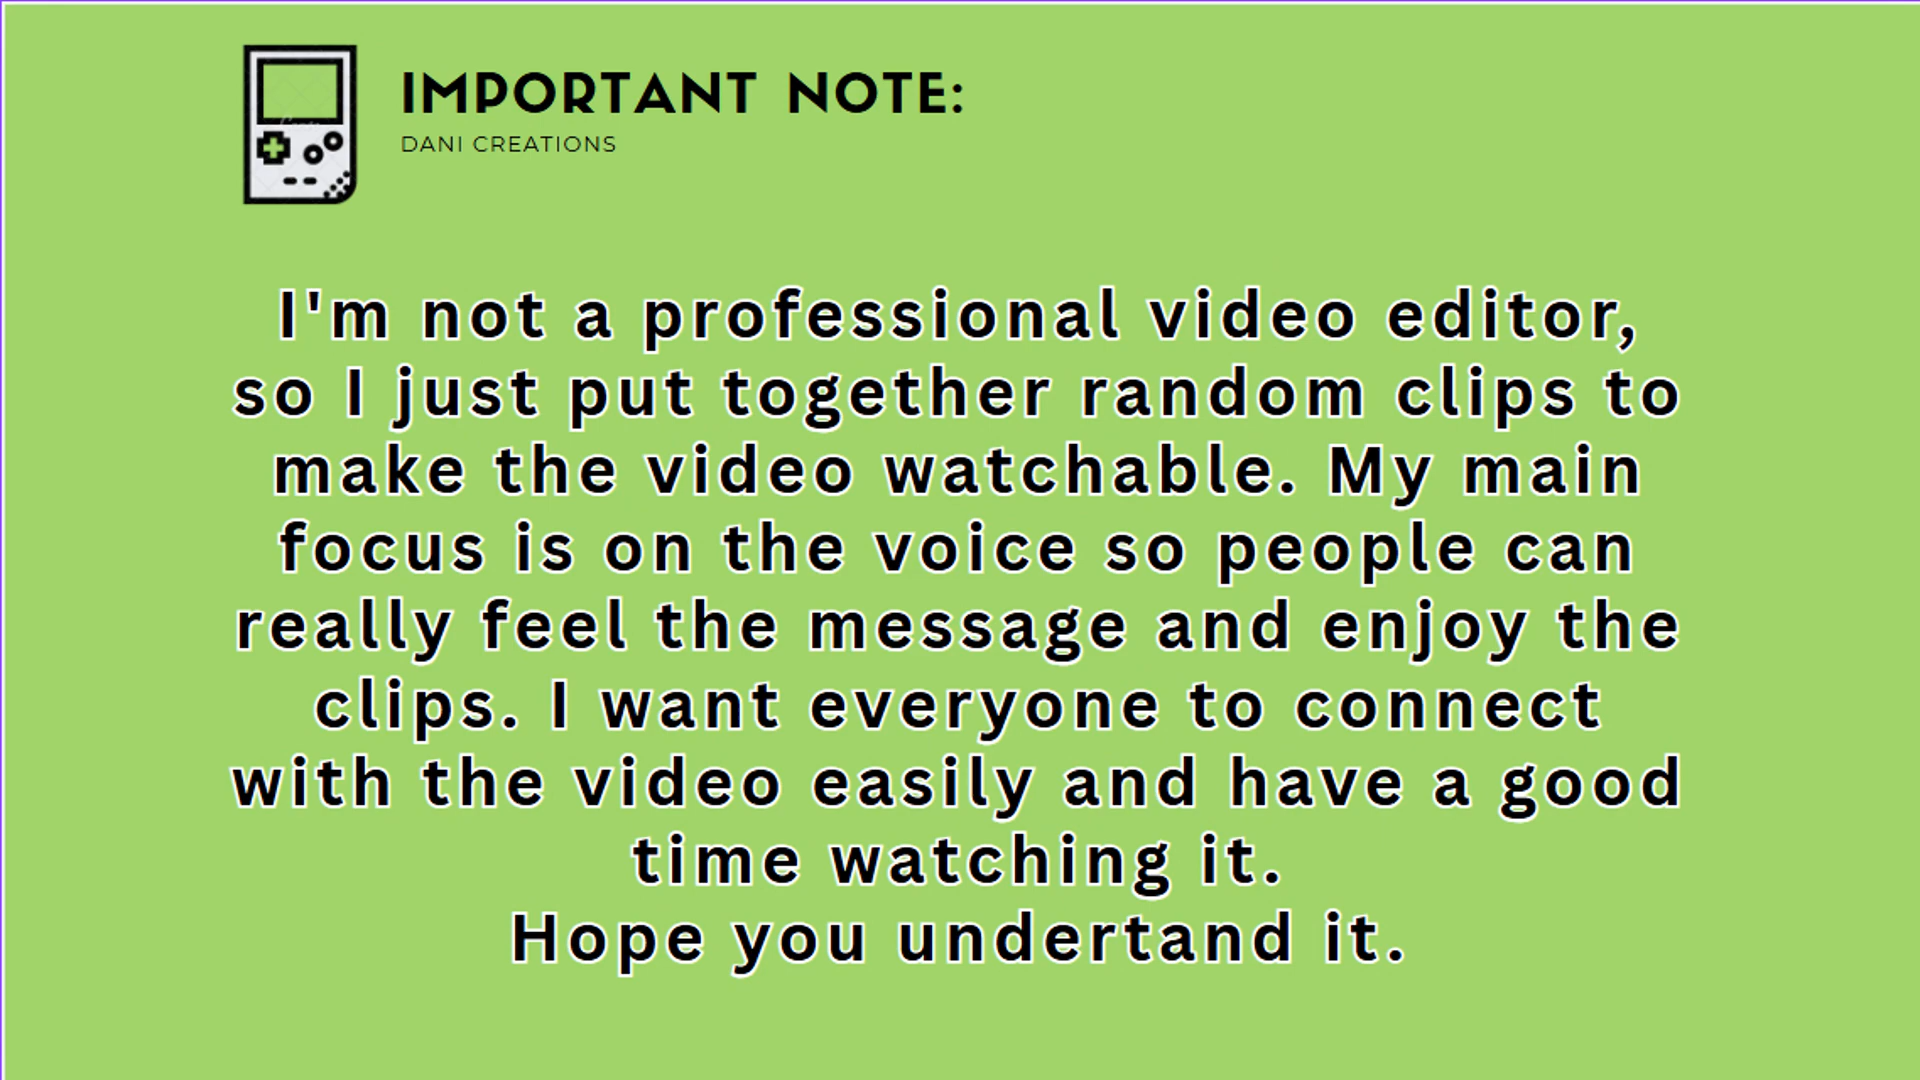 IMPORTANT NOTE:
DANI CREATIONS
I'm not a professional video editor,
so I just put together random clips to
make the video watchable. My main
focus is on the voice so people can
really feel the message and enjoy the
clips. I want everyone to connect
with the video easily and have a good
time watching it.
Hope you undertand it.